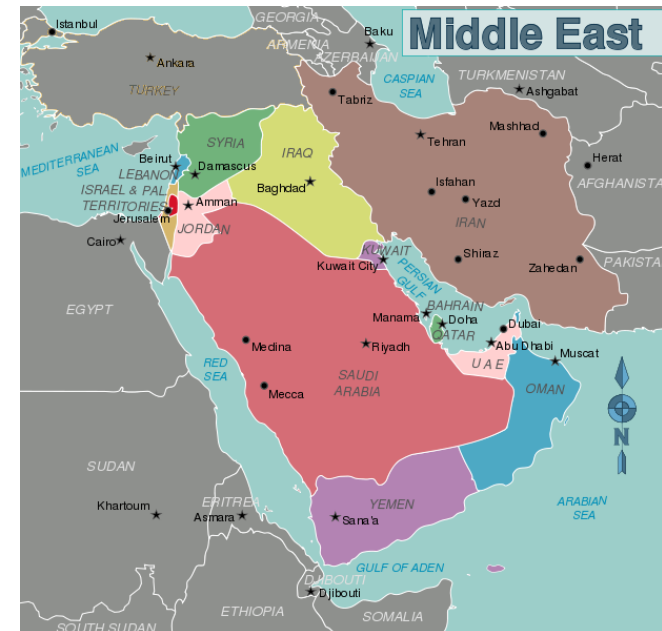 Middle East
GEORGIA
Istanbul
Baku
ARMENIA
AZERBAIJAN
Ankara
CASPIAN
SEA
TURKMENISTAN
TURKEY
Tabriz
Ashgabat
Tehran
Mashhad
SYRIA
IRAQ
MEDITERRANEAN
SEA
Beirut
Damascus
LEBANON
Herat
Baghdad
Isfahan
AFGHANISTA
ISRAEL & PAL.
TERRITORIES
Amman
Yazd
Jerusalem
JORDAN
IRAN
Cairo
KUWAIT
Shiraz
PAKISTA
Kuwait City
PERSIAN
GULF
Zahedan
EGYPT
BAHRAIN
Manama
Doha
Dubai
QATAR
Medina
Riyadh
Abu Dhabi
Muscat
RED
SEA
UAE
SAUDI
ARABIA
OMAN
Mecca
N
SUDAN
YEMEN
ARABIAN
SEA
Khartoum
ERITREA
Asmara
Sana'a
GULF OF ADEN
DJIBOUTI
Djibouti
ETHIOPIA
SOMALIA
SOUTH SUDAN